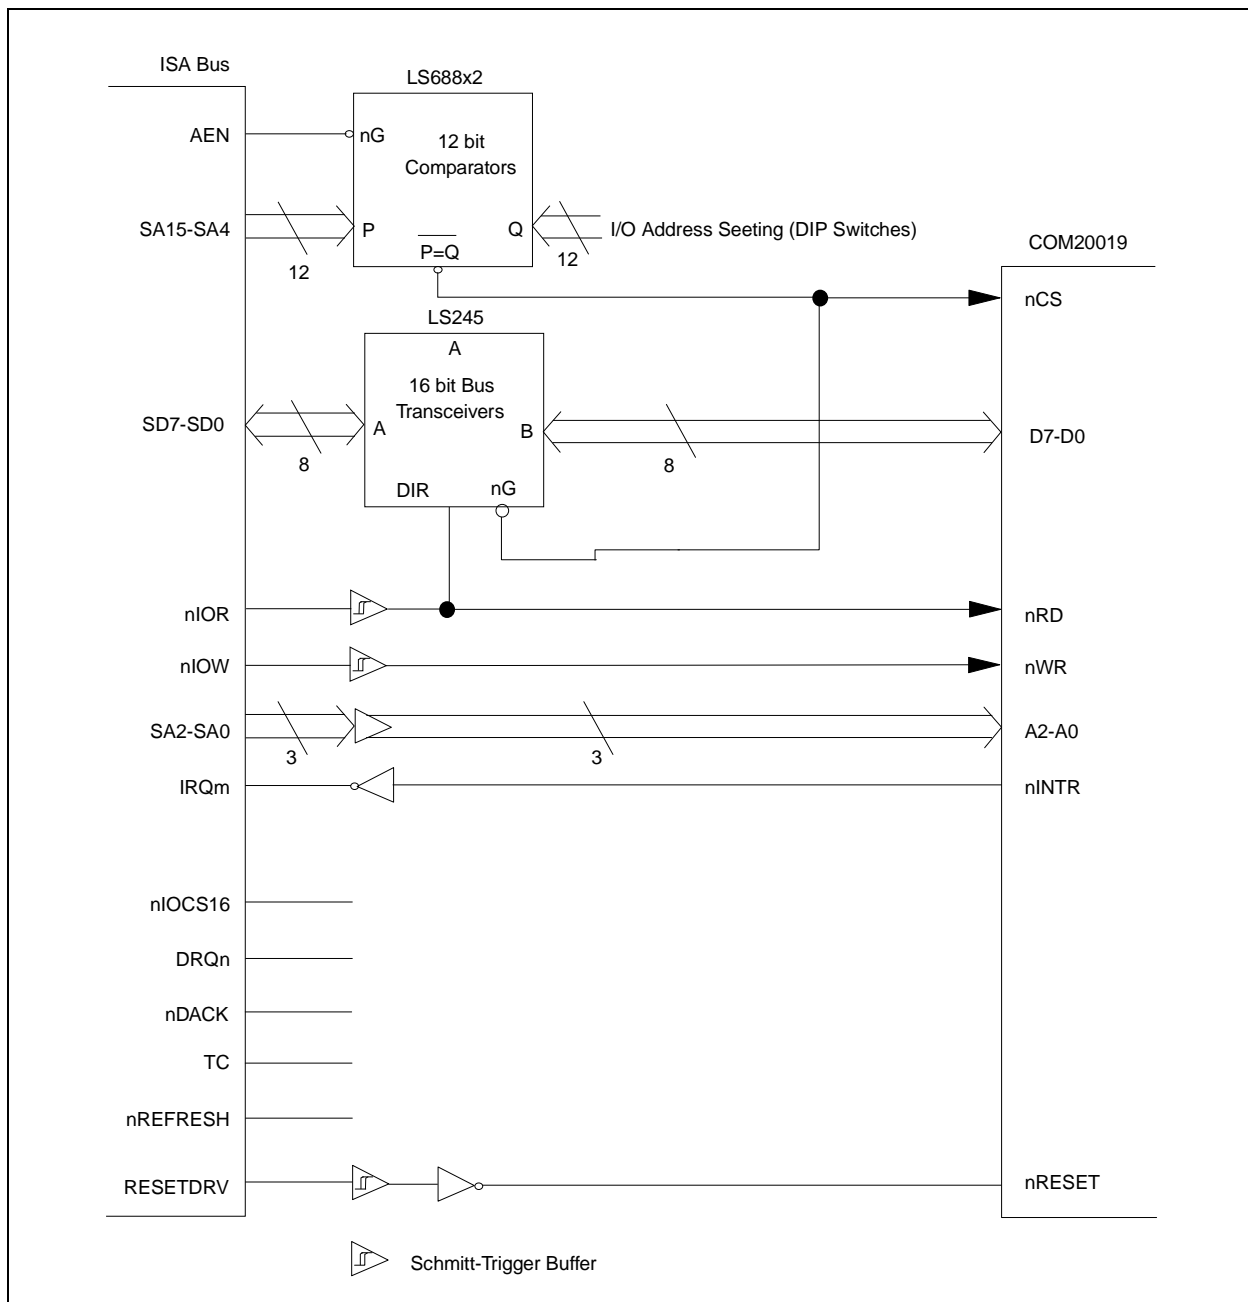 ISA Bus
LS688x2
AEN
nG
12 bit
Comparators
SA15-SA4
P
Q
I/O Address Seeting (DIP Switches)
12
P=Q
12
COM20019
nCS
LS245
A
16 bit Bus
Transceivers
SD7-SD0
A
B
D7-D0
8
8
DIR
nG
nIOR
nRD
nIOW
nWR
SA2-SA0
A2-A0
3
3
IRQm
nINTR
nIOCS16
DRQn
nDACK
TC
nREFRESH
RESETDRV
nRESET
Schmitt-Trigger Buffer